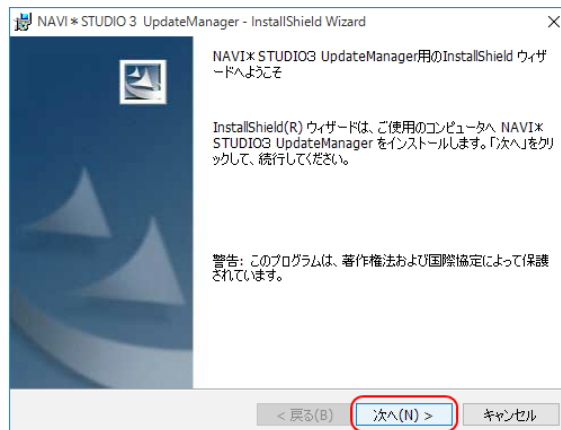 NAVI＊STUDIO 3 UpdateManager - InstallShield Wizard
NAVI＊STUDIO3 UpdateManager用のInstallShield ウィザ
ードへようこそ
InstallShield(R) ウィザードは、ご使用のコンピュータへ NAVI＊
STUDIO3 UpdateManager をインストールします。「次へ」をクリ
ックして、続行してください。
警告: このプログラムは、著作権法および国際協定によって保護
されています。
< 戻る(B)
次へ(N) >
キャンセル